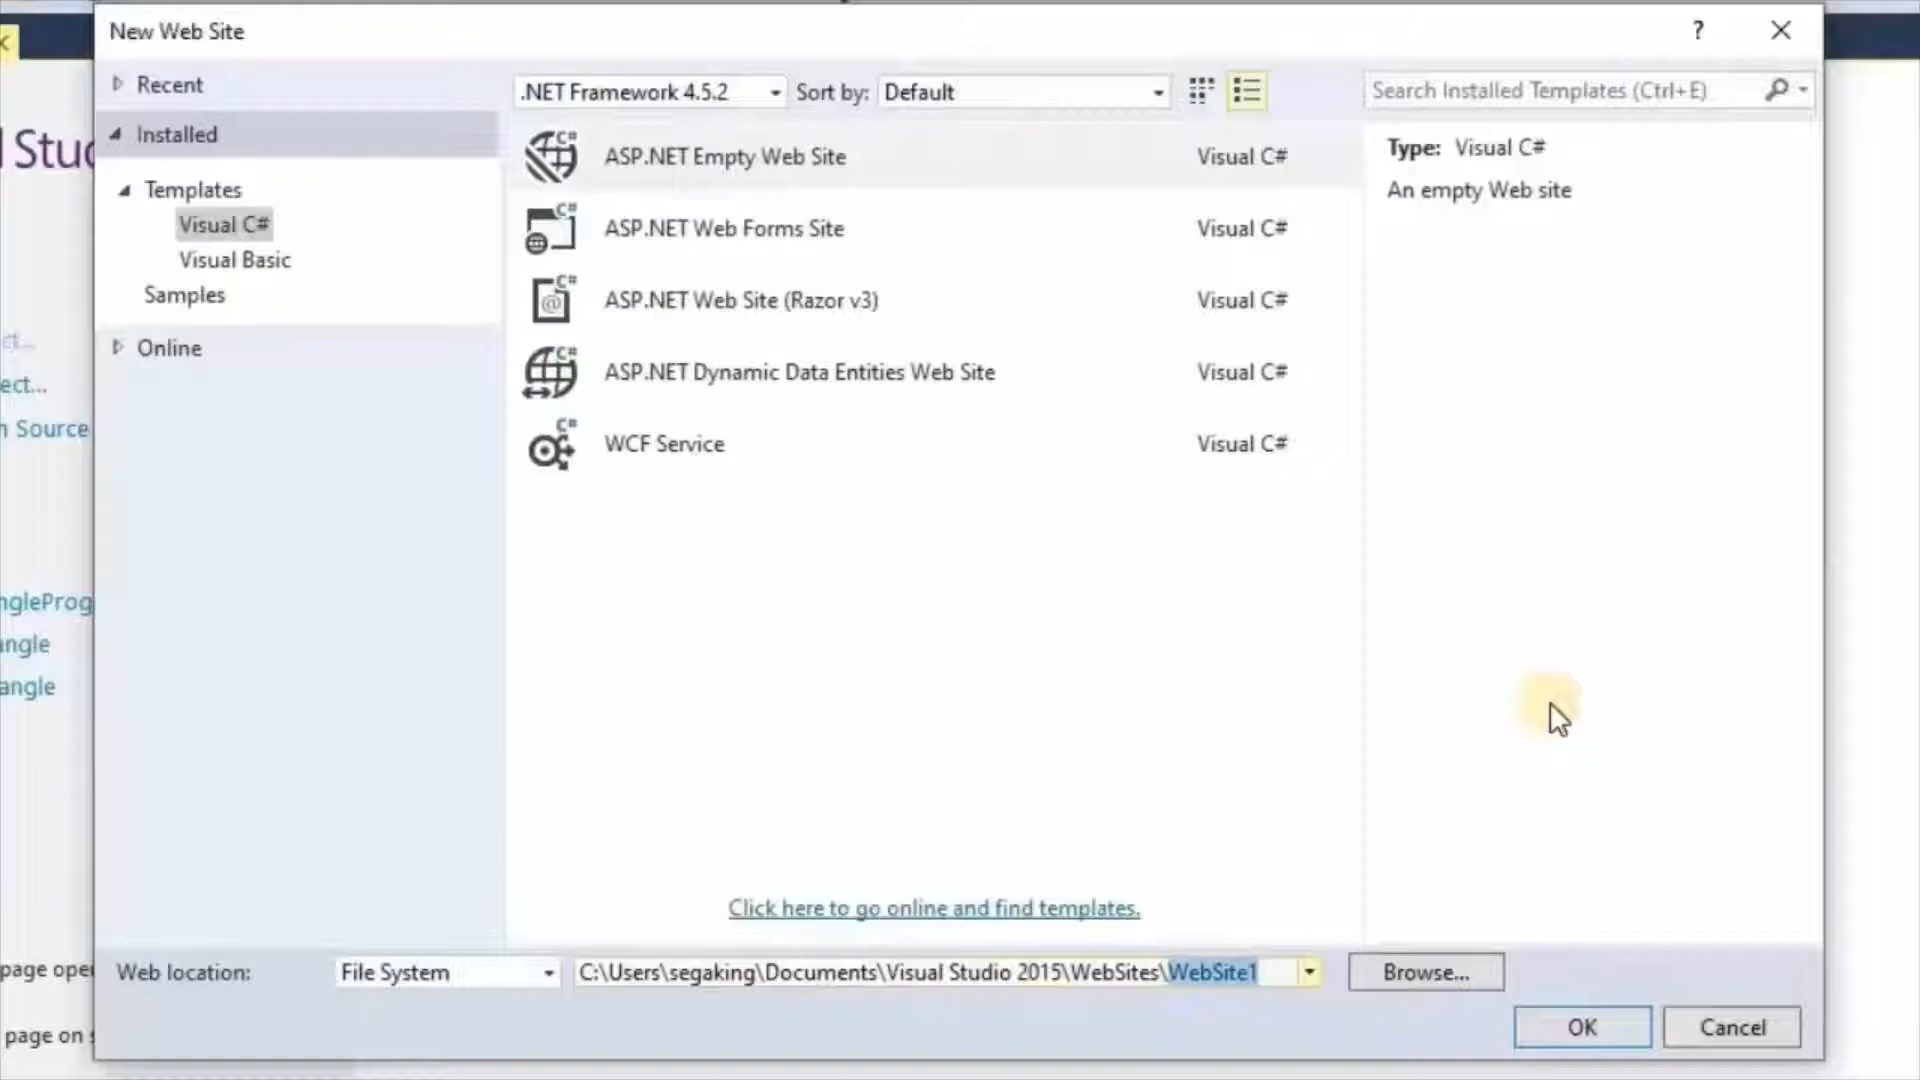 New Web Site
?
Recent
Installed
Templates
Visual C#
Visual Basic
Samples
Online
.NET Framework 4.5.2
Sort by:
Default
Search Installed Templates (Ctrl+E)
ASP.NET Empty Web Site
Visual C#
ASP.NET Web Forms Site
Visual C#
ASP.NET Web Site (Razor v3)
Visual C#
ASP.NET Dynamic Data Entities Web Site
Visual C#
WCF Service
Visual C#
Type: Visual C#
An empty Web site
Click here to go online and find templates.
Web location:
File System
C:\Users\segaking\Documents\Visual Studio 2015\WebSites\WebSite1
Browse...
OK
Cancel
Stud
ct...
ect...
n Source
ngleProg
angle
angle
page open
page on s